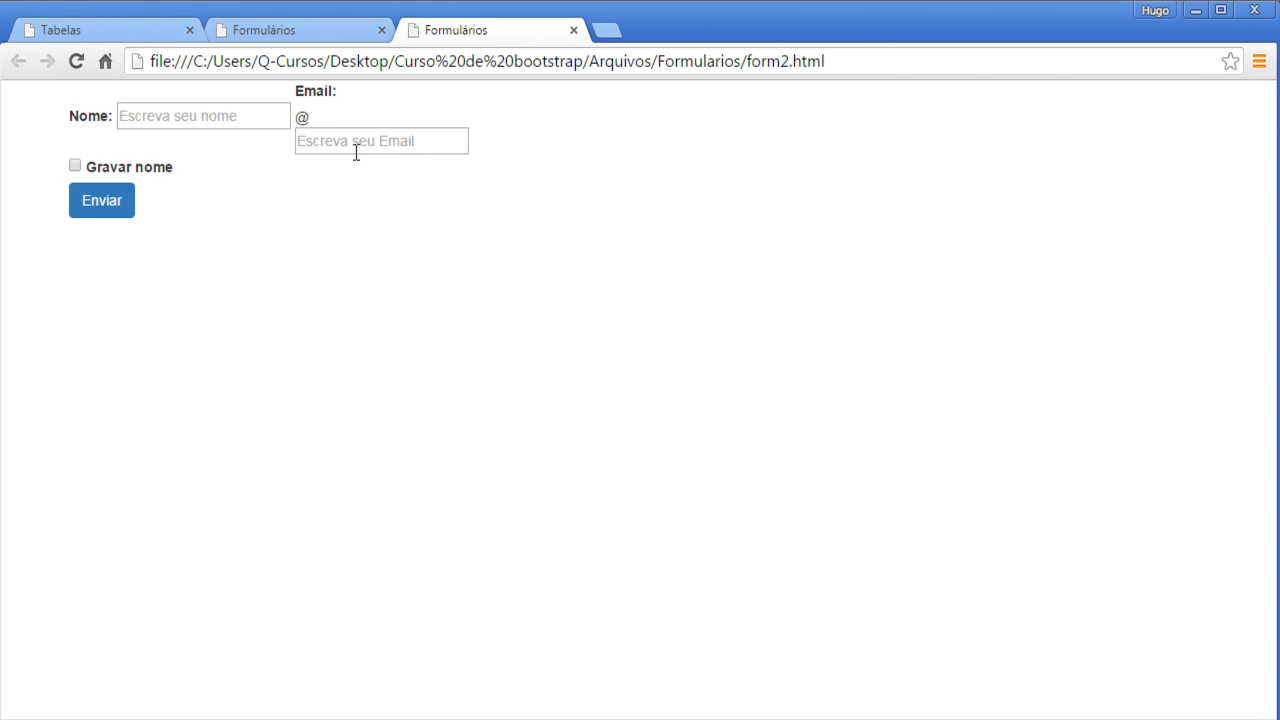 Hugo
Tabelas
Formulários
Formulários
file:///C:/Users/Q-Cursos/Desktop/Curso%20de%20bootstrap/Arquivos/Formularios/form2.html
Email:
Nome: Escreva seu nome
@
Escreva seu Email
Gravar nome
Enviar